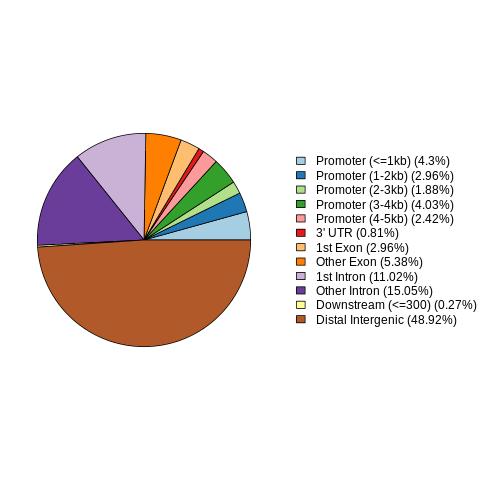 Promoter (<=1kb) (4.3%)
Promoter (1-2kb) (2.96%)
Promoter (2-3kb) (1.88%)
Promoter (3-4kb) (4.03%)
Promoter (4-5kb) (2.42%)
3' UTR (0.81%)
1st Exon (2.96%)
Other Exon (5.38%)
1st Intron (11.02%)
Other Intron (15.05%)
Downstream (<=300) (0.27%)
Distal Intergenic (48.92%)